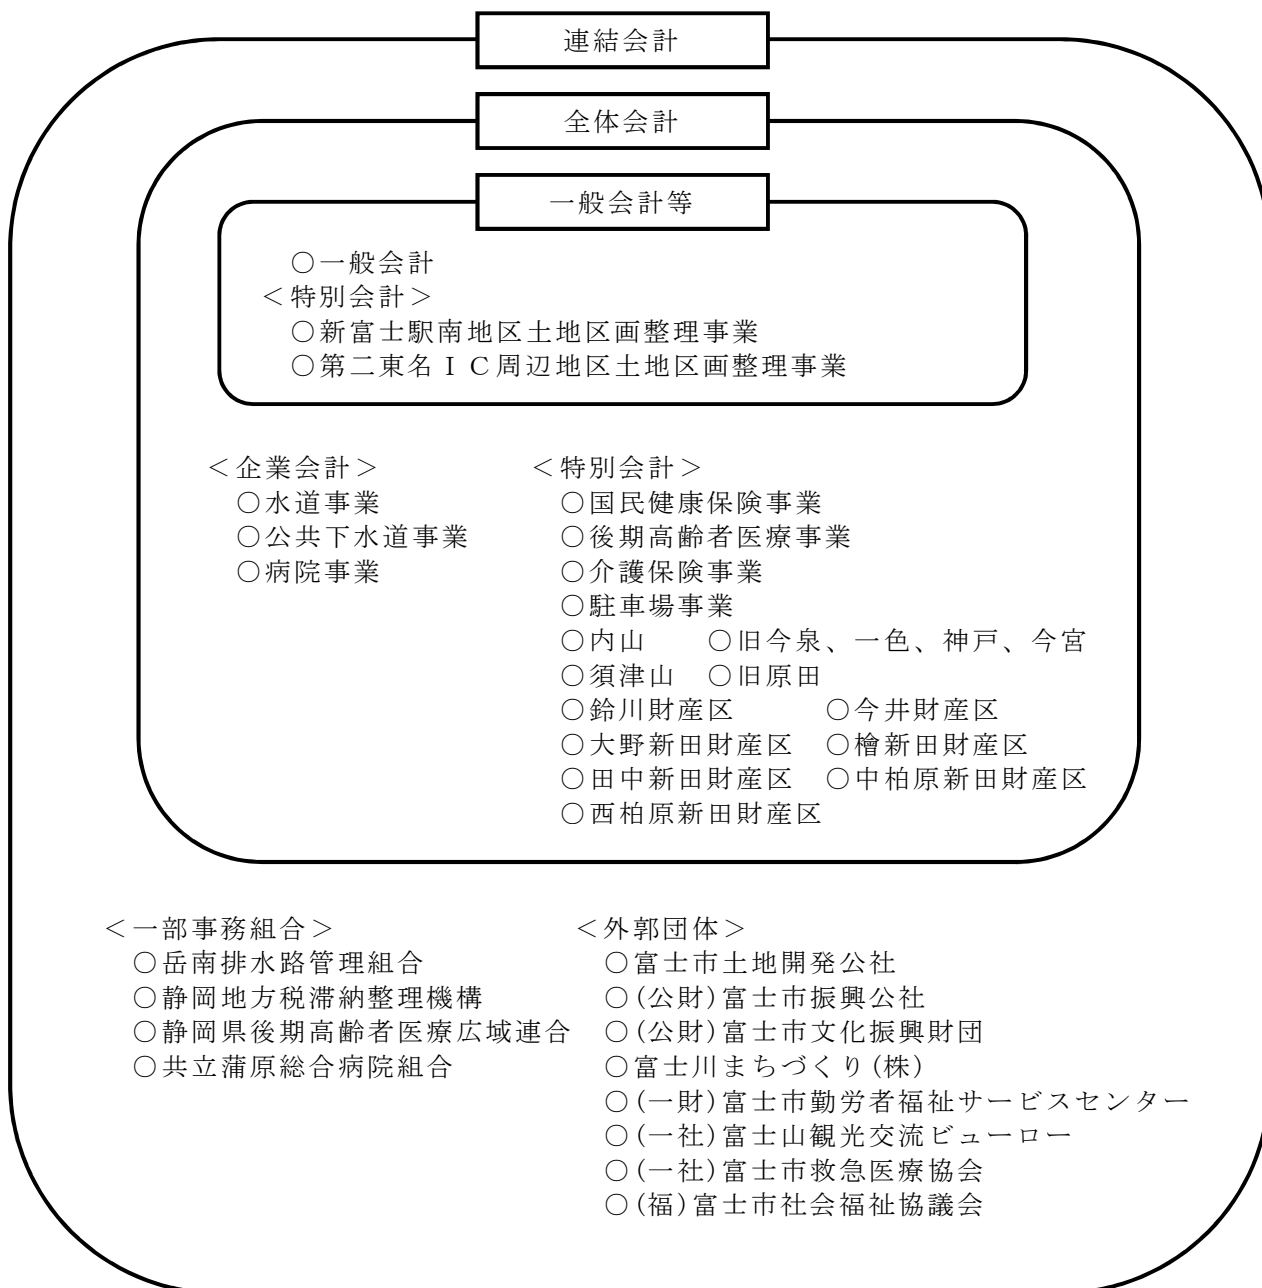 連結会計
全体会計
一般会計等
○一般会計
＜特別会計＞
○新富士駅南地区土地区画整理事業
○第二東名ＩＣ周辺地区土地区画整理事業
＜企業会計＞
○水道事業
○公共下水道事業
○病院事業
＜特別会計＞
○国民健康保険事業
○後期高齢者医療事業
○介護保険事業
○駐車場事業
○内山　　○旧今泉、一色、神戸、今宮
○須津山　○旧原田
○鈴川財産区　　　○今井財産区
○大野新田財産区　○檜新田財産区
○田中新田財産区　○中柏原新田財産区
○西柏原新田財産区
＜一部事務組合＞
○岳南排水路管理組合
○静岡地方税滞納整理機構
○静岡県後期高齢者医療広域連合
○共立蒲原総合病院組合
＜外郭団体＞
○富士市土地開発公社
○(公財)富士市振興公社
○(公財)富士市文化振興財団
○富士川まちづくり(株)
○(一財)富士市勤労者福祉サービスセンター
○(一社)富士山観光交流ビューロー
○(一社)富士市救急医療協会
○(福)富士市社会福祉協議会